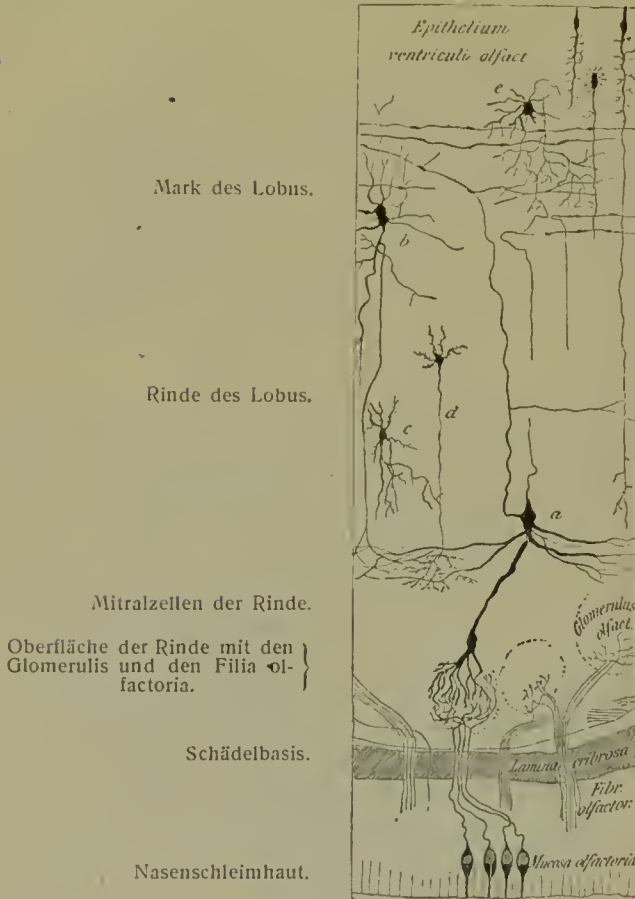 Epithelium
ventriculi olfact
e
Mark des Lobus.
b
Rinde des Lobus.
d
c
a
Mitralzellen der Rinde.
Glomerulus
olfact.
Oberfläche der Rinde mit den
Glomerulis und den Filia ol-
factoria.
Schädelbasis.
Lamina cribrosa
Fibr.
olfactor.
Nasenschleimhaut.
Mucosa olfactoria